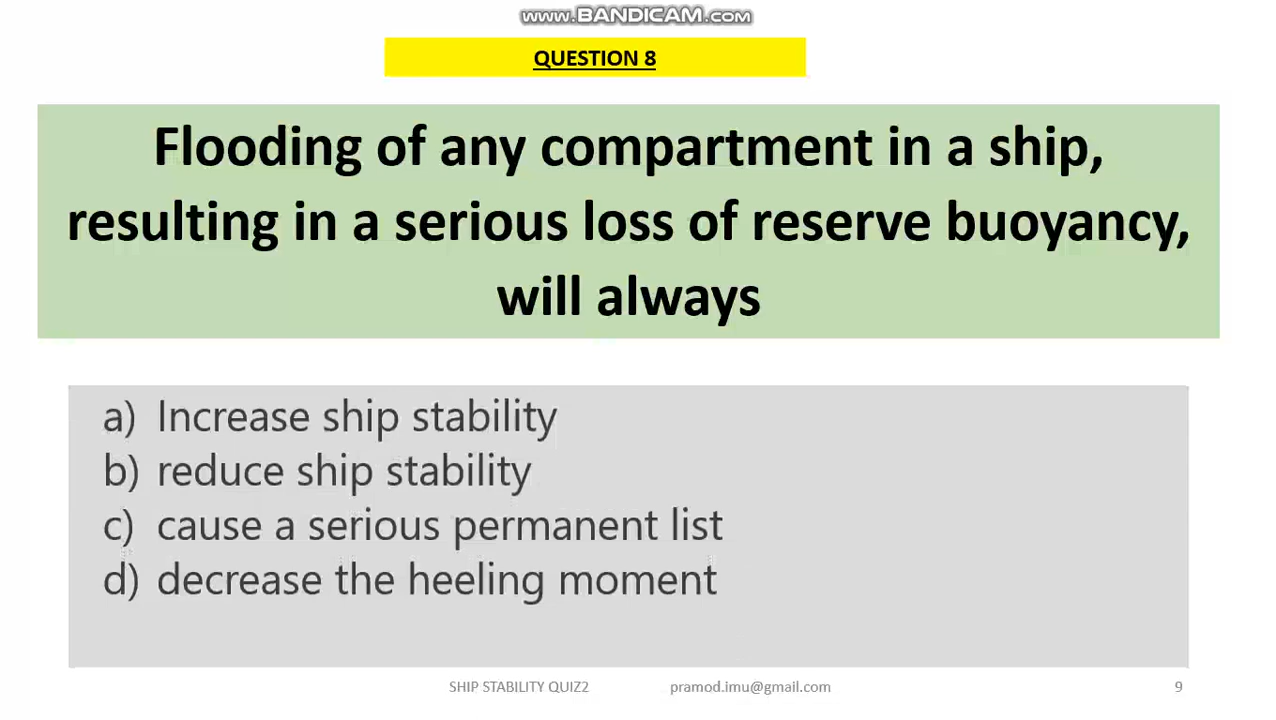 www.BANDICAM.com
QUESTION 8
Flooding of any compartment in a ship,
resulting in a serious loss of reserve buoyancy,
will always
a) Increase ship stability
b) reduce ship stability
c) cause a serious permanent list
d) decrease the heeling moment
SHIP STABILITY QUIZ2 pramod.imu@gmail.com 9